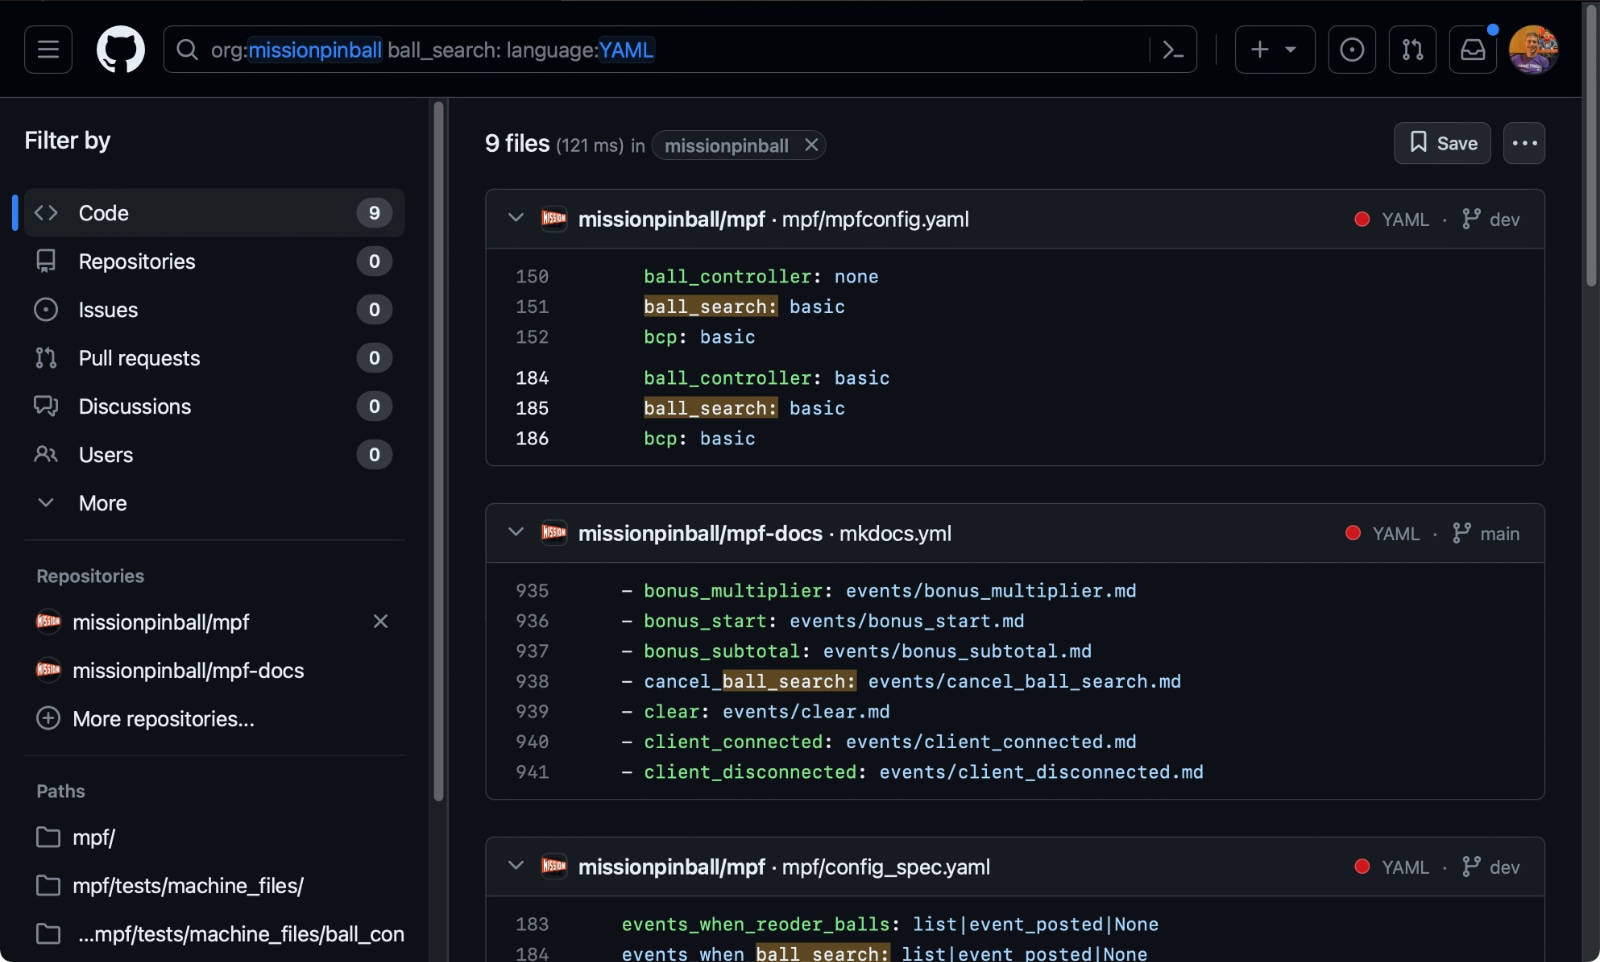 org:missionpinball ball_search: language:YAML
Filter by
Code 9
Repositories 0
Issues 0
Pull requests 0
Discussions 0
Users 0
More
Repositories
missionpinball/mpf
missionpinball/mpf-docs
More repositories...
Paths
mpf/
mpf/tests/machine_files/
...mpf/tests/machine_files/ball_con
9 files (121 ms) in missionpinball
Save
MISSION missionpinball/mpf · mpf/mpfconfig.yaml YAML · dev
150 ball_controller: none
151 ball_search: basic
152 bcp: basic
184 ball_controller: basic
185 ball_search: basic
186 bcp: basic
MISSION missionpinball/mpf-docs · mkdocs.yml YAML · main
935 - bonus_multiplier: events/bonus_multiplier.md
936 - bonus_start: events/bonus_start.md
937 - bonus_subtotal: events/bonus_subtotal.md
938 - cancel_ball_search: events/cancel_ball_search.md
939 - clear: events/clear.md
940 - client_connected: events/client_connected.md
941 - client_disconnected: events/client_disconnected.md
MISSION missionpinball/mpf · mpf/config_spec.yaml YAML · dev
183 events_when_reoder_balls: list|event_posted|None
184 events_when_ball_search: list|event_posted|None